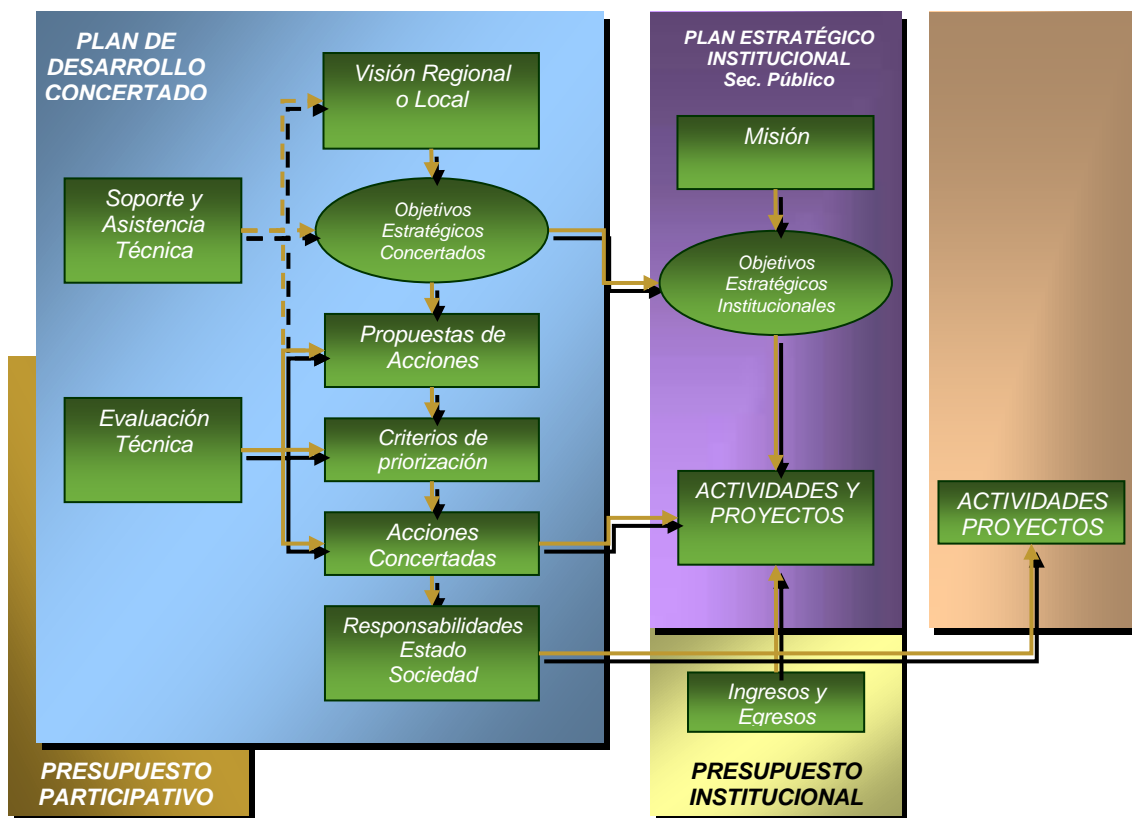 PLAN DE
DESARROLLO
CONCERTADO
Visión Regional
o Local
Soporte y
Asistencia
Técnica
Objetivos
Estratégicos
Concertados
Propuestas de
Acciones
Evaluación
Técnica
Criterios de
priorización
Acciones
Concertadas
Responsabilidades
Estado
Sociedad
PRESUPUESTO
PARTICIPATIVO
PLAN ESTRATÉGICO
INSTITUCIONAL
Sec. Público
Misión
Objetivos
Estratégicos
Institucionales
ACTIVIDADES Y
PROYECTOS
Ingresos y
Egresos
PRESUPUESTO
INSTITUCIONAL
ACTIVIDADES
PROYECTOS